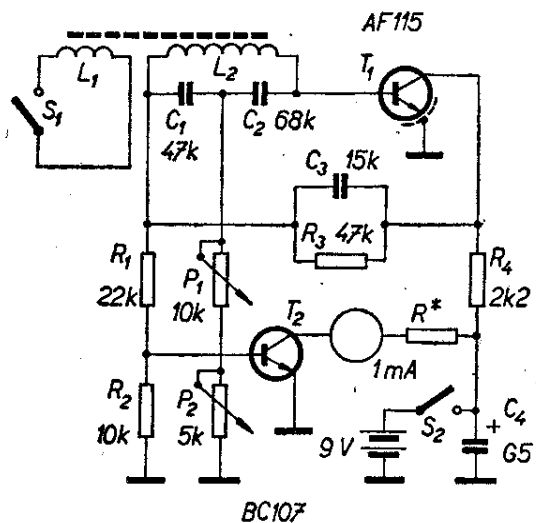 AF115
L1
L2
T1
S1
C1
47k
C2 68k
C3 15k
R3 47k
R1
22k
P1
10k
R4
2k2
T2
R*
1mA
R2
10k
P2
5k
S2
9V
+ C4
G5
BC107